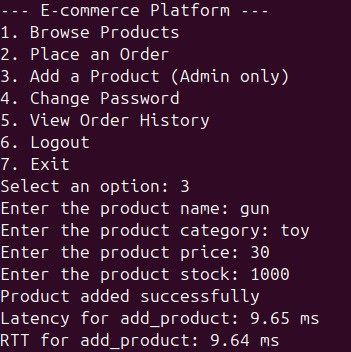 --- E-commerce Platform ---
1. Browse Products
2. Place an Order
3. Add a Product (Admin only)
4. Change Password
5. View Order History
6. Logout
7. Exit
Select an option: 3
Enter the product name: gun
Enter the product category: toy
Enter the product price: 30
Enter the product stock: 1000
Product added successfully
Latency for add_product: 9.65 ms
RTT for add_product: 9.64 ms